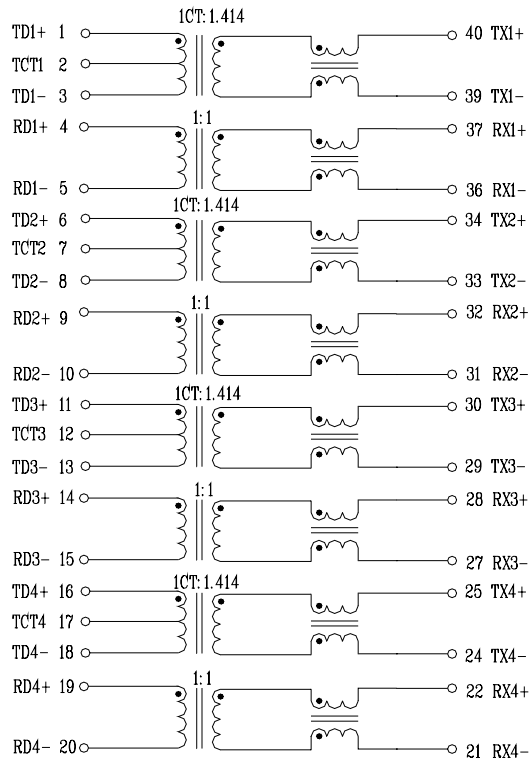 1CT:1.414
TD1+ 1 40 TX1+
TCT1 2
TD1- 3 39 TX1-
1:1
RD1+ 4 37 RX1+
RD1- 5 36 RX1-
1CT:1.414
TD2+ 6 34 TX2+
TCT2 7
TD2- 8 33 TX2-
1:1
RD2+ 9 32 RX2+
RD2- 10 31 RX2-
1CT:1.414
TD3+ 11 30 TX3+
TCT3 12
TD3- 13 29 TX3-
1:1
RD3+ 14 28 RX3+
RD3- 15 27 RX3-
1CT:1.414
TD4+ 16 25 TX4+
TCT4 17
TD4- 18 24 TX4-
1:1
RD4+ 19 22 RX4+
RD4- 20 21 RX4-